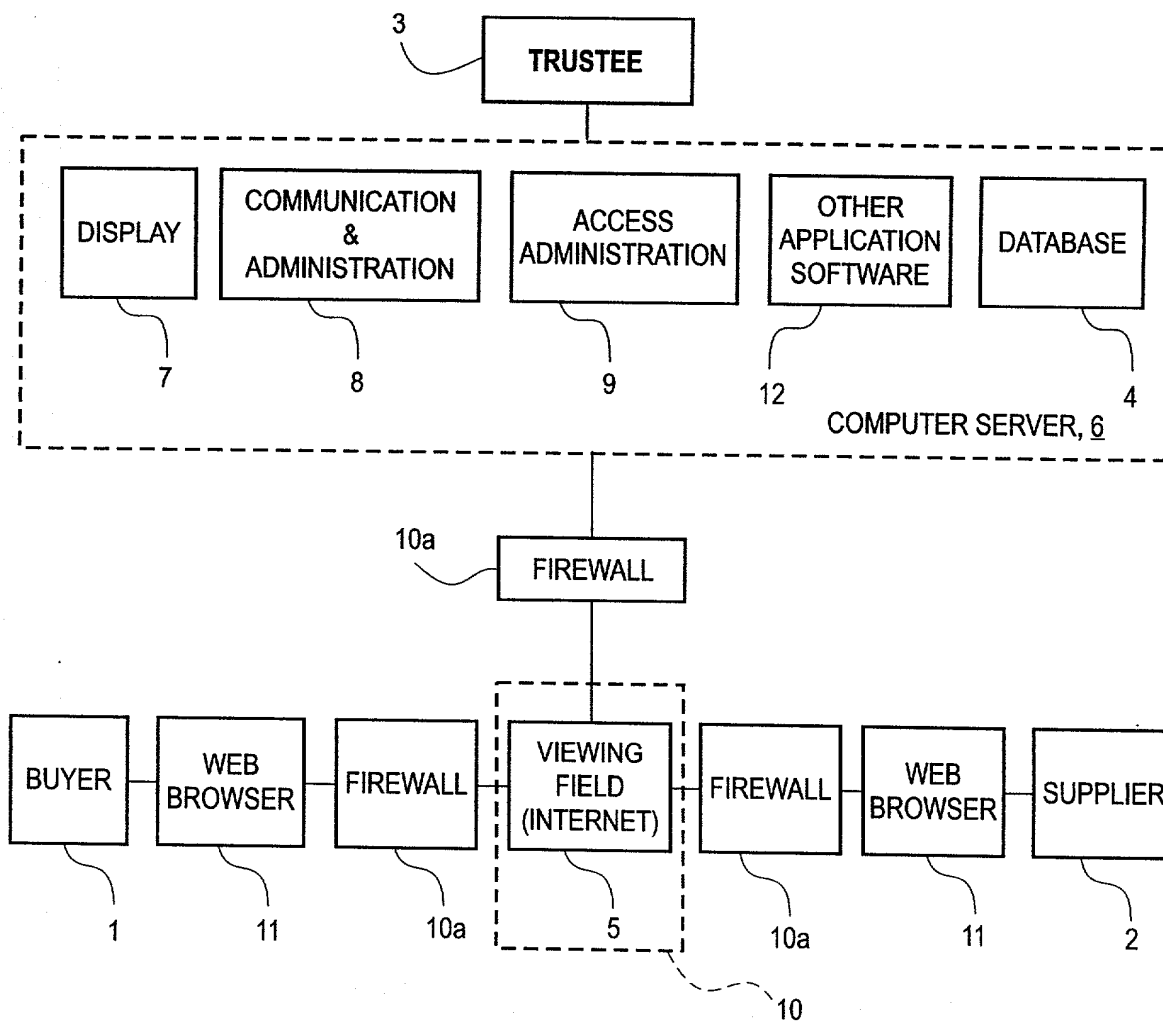 3
TRUSTEE
DISPLAY
COMMUNICATION
&
ADMINISTRATION
ACCESS
ADMINISTRATION
OTHER
APPLICATION
SOFTWARE
DATABASE
7
8
9
12
4
COMPUTER SERVER, 6
10a
FIREWALL
BUYER
WEB
BROWSER
FIREWALL
VIEWING
FIELD
(INTERNET)
FIREWALL
WEB
BROWSER
SUPPLIER
1
11
10a
5
10a
11
2
10